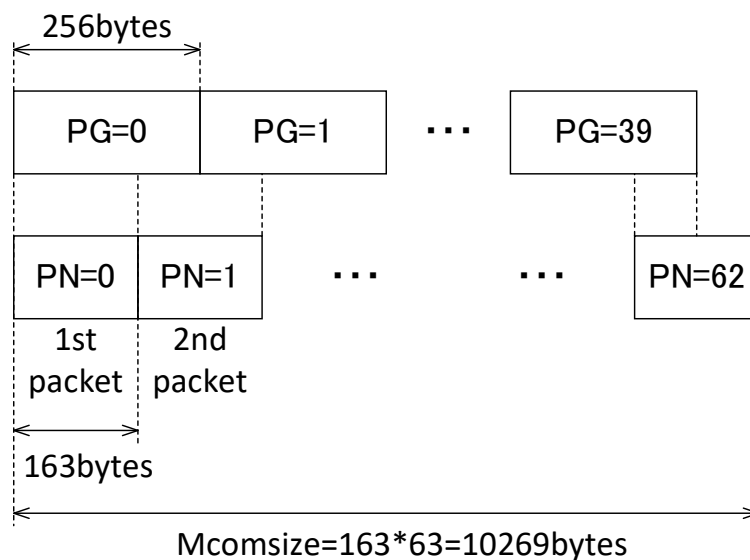 256bytes
PG=0 PG=1 ··· PG=39
PN=0 PN=1 ··· ··· PN=62
1st 2nd
packet packet
163bytes
Mcomsize=163*63=10269bytes